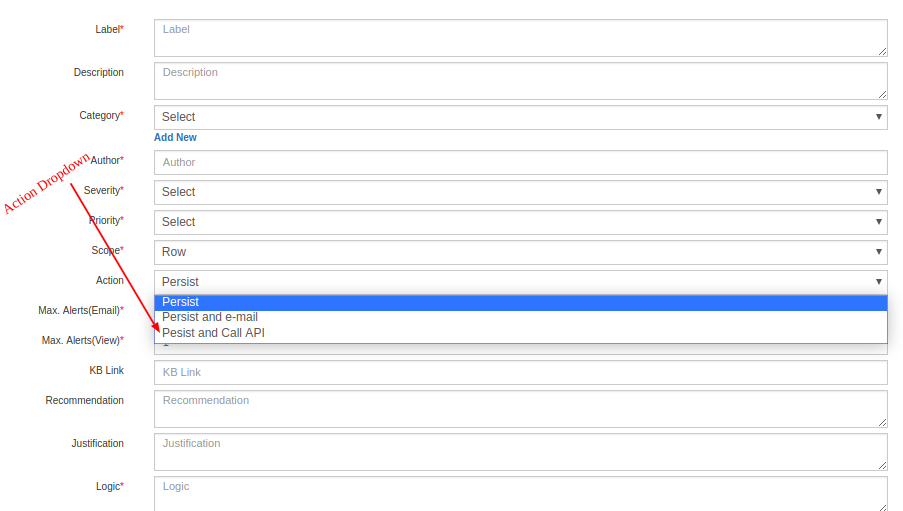 Label* Label
Description Description
Category* Select
Add New
Author* Author
Action Dropdown
Severity* Select
Priority* Select
Scope* Row
Action Persist
Persist
Max. Alerts(Email)* Persist and e-mail
Pesist and Call API
Max. Alerts(View)*
KB Link KB Link
Recommendation Recommendation
Justification Justification
Logic* Logic